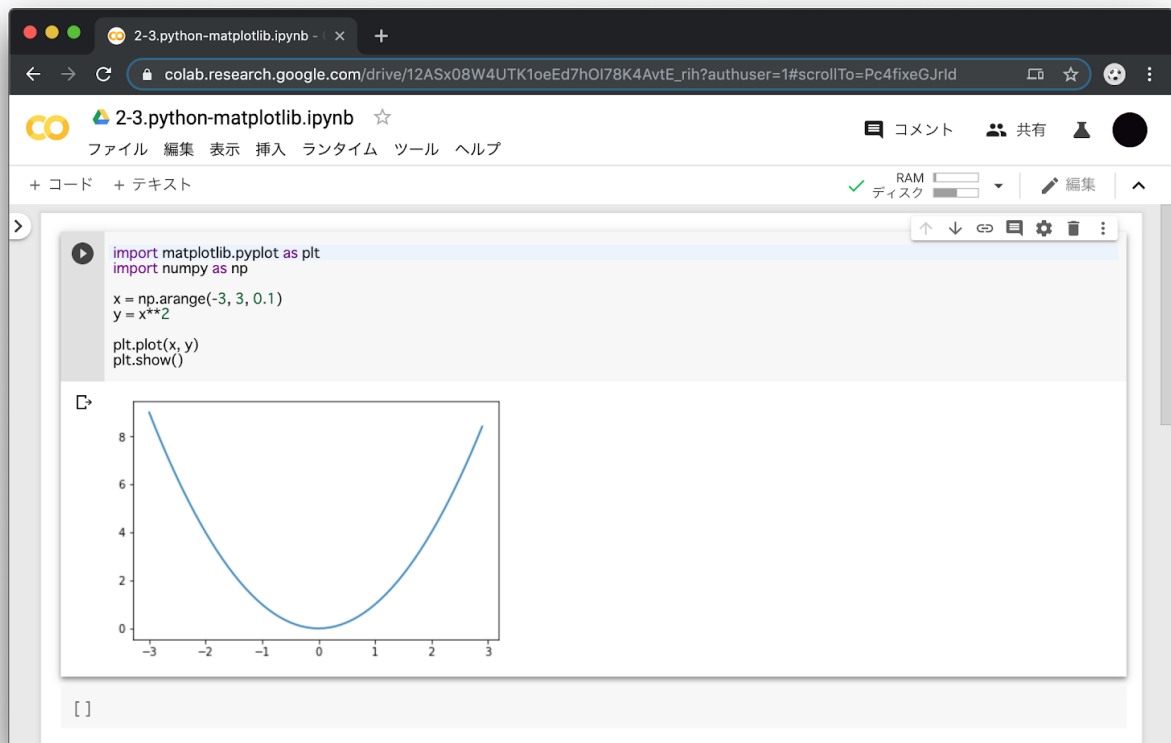 2-3.python-matplotlib.ipynb -
colab.research.google.com/drive/12ASx08W4UTK1oeEd7hOI78K4AvtE_rih?authuser=1#scrollTo=Pc4fixeGJrId
2-3.python-matplotlib.ipynb
コメント 共有
ファイル 編集 表示 挿入 ランタイム ツール ヘルプ
+ コード + テキスト
RAM
ディスク
編集
import matplotlib.pyplot as plt
import numpy as np
x = np.arange(-3, 3, 0.1)
y = x**2
plt.plot(x, y)
plt.show()
8
6
4
2
0
−3 −2 −1 0 1 2 3
[ ]